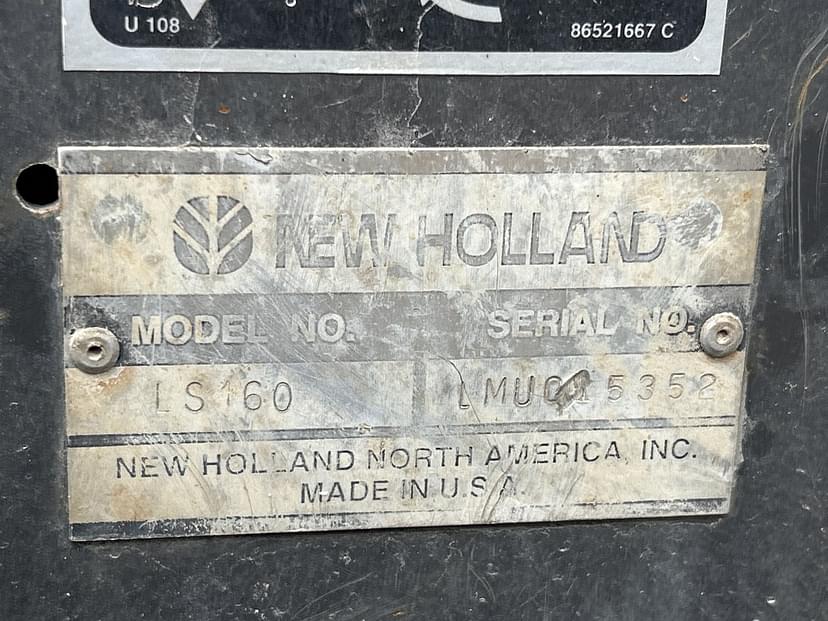 U 108
86521667 C
NEW HOLLAND
MODEL NO. SERIAL NO.
LS160
NEW HOLLAND NORTH AMERICA, INC.
MADE IN U.S.A.